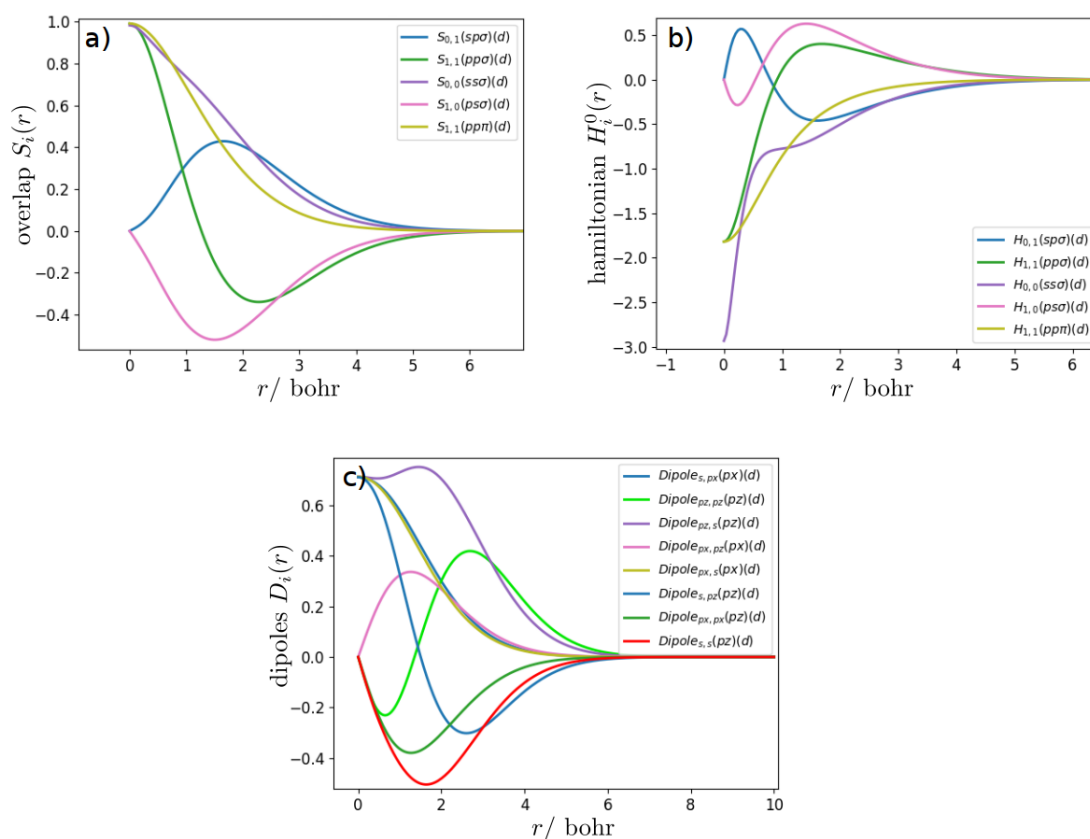 a)
overlap S_i(r)
1.0
0.8
0.6
0.4
0.2
0.0
−0.2
−0.4
S_{0,1}(spσ)(d)
S_{1,1}(ppσ)(d)
S_{0,0}(ssσ)(d)
S_{1,0}(psσ)(d)
S_{1,1}(ppπ)(d)
0 1 2 3 4 5 6
r/ bohr
b)
hamiltonian H_i^0(r)
0.5
0.0
−0.5
−1.0
−1.5
−2.0
−2.5
−3.0
H_{0,1}(spσ)(d)
H_{1,1}(ppσ)(d)
H_{0,0}(ssσ)(d)
H_{1,0}(psσ)(d)
H_{1,1}(ppπ)(d)
−1 0 1 2 3 4 5 6
r/ bohr
c)
dipoles D_i(r)
0.6
0.4
0.2
0.0
−0.2
−0.4
Dipole_{s,px}(px)(d)
Dipole_{pz,pz}(pz)(d)
Dipole_{pz,s}(pz)(d)
Dipole_{px,pz}(px)(d)
Dipole_{px,s}(px)(d)
Dipole_{s,pz}(pz)(d)
Dipole_{px,px}(pz)(d)
Dipole_{s,s}(pz)(d)
0 2 4 6 8 10
r/ bohr